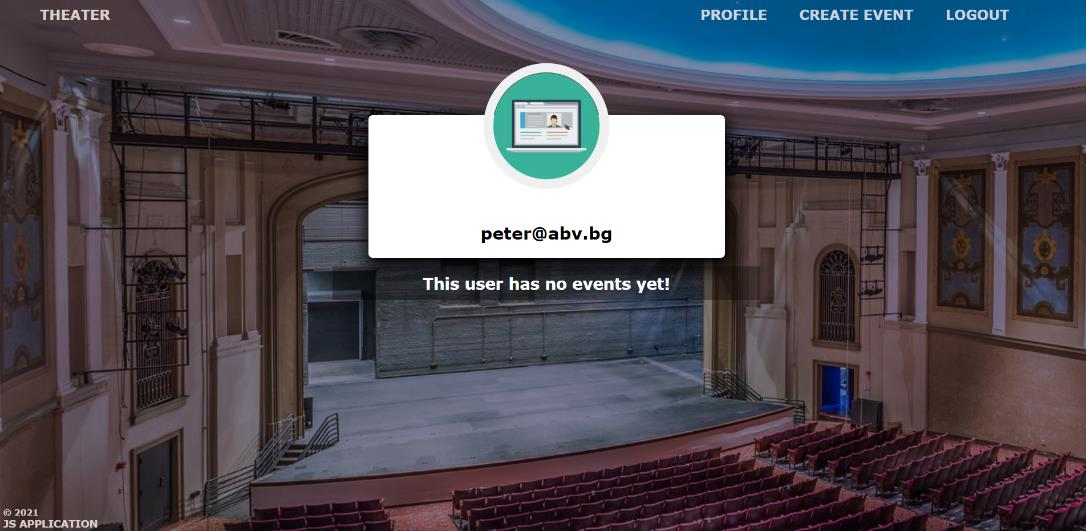 THEATER
PROFILE
CREATE EVENT
LOGOUT
peter@abv.bg
This user has no events yet!
© 2021
JS APPLICATION